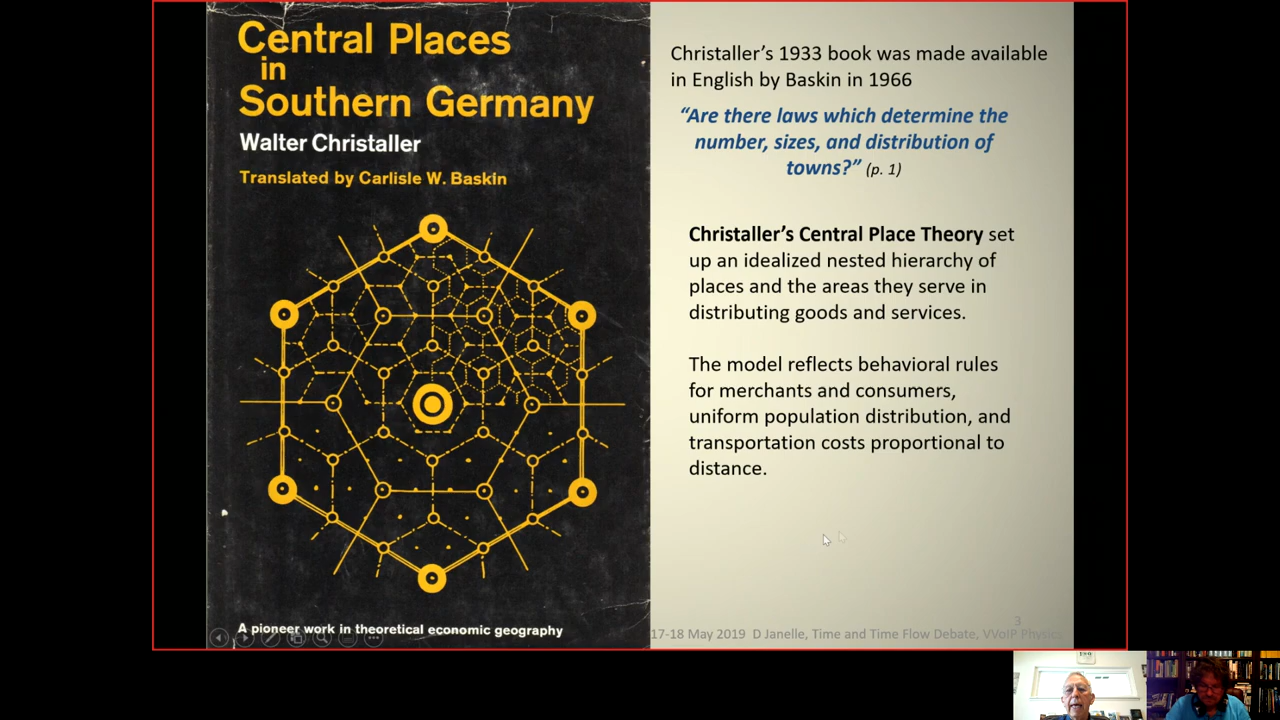 Central Places
in
Southern Germany
Walter Christaller
Translated by Carlisle W. Baskin
A pioneer work in theoretical economic geography
Christaller’s 1933 book was made available
in English by Baskin in 1966
“Are there laws which determine the
number, sizes, and distribution of
towns?” (p. 1)
Christaller’s Central Place Theory set
up an idealized nested hierarchy of
places and the areas they serve in
distributing goods and services.
The model reflects behavioral rules
for merchants and consumers,
uniform population distribution, and
transportation costs proportional to
distance.
3
17-18 May 2019 D Janelle, Time and Time Flow Debate, VVoIP Physics